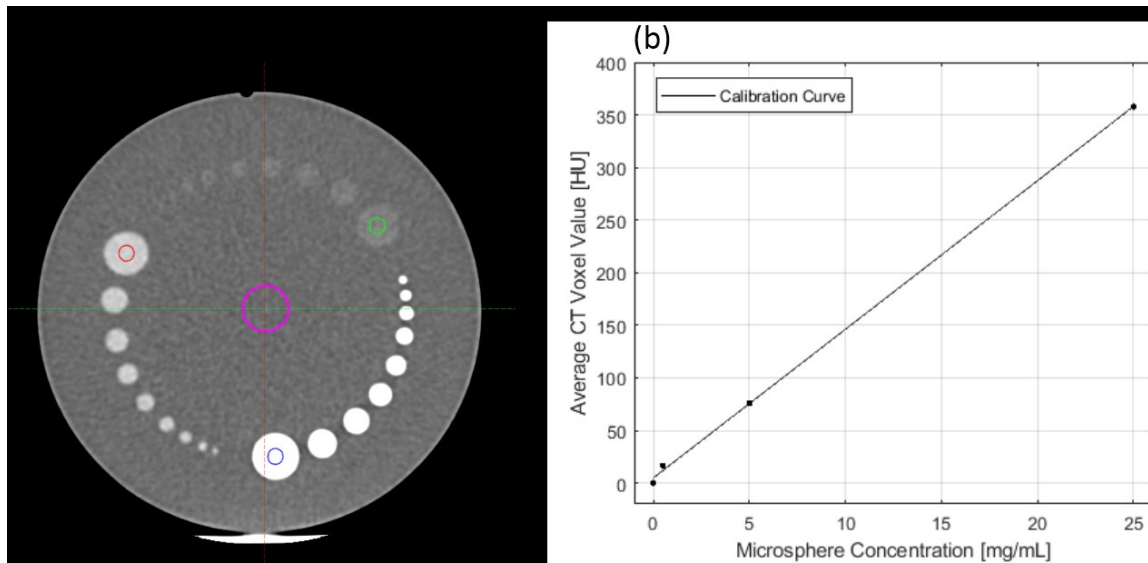 (b)
400
350
300
250
200
150
100
50
0
Average CT Voxel Value [HU]
Calibration Curve
0 5 10 15 20 25
Microsphere Concentration [mg/mL]